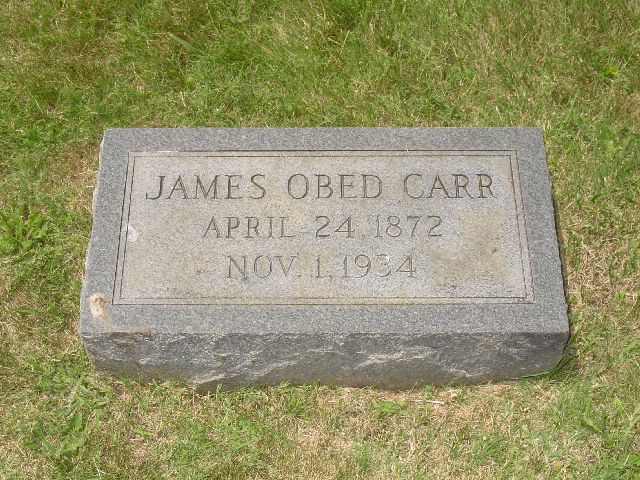 JAMES OBED CARR
APRIL 24, 1872
NOV. 1, 1934